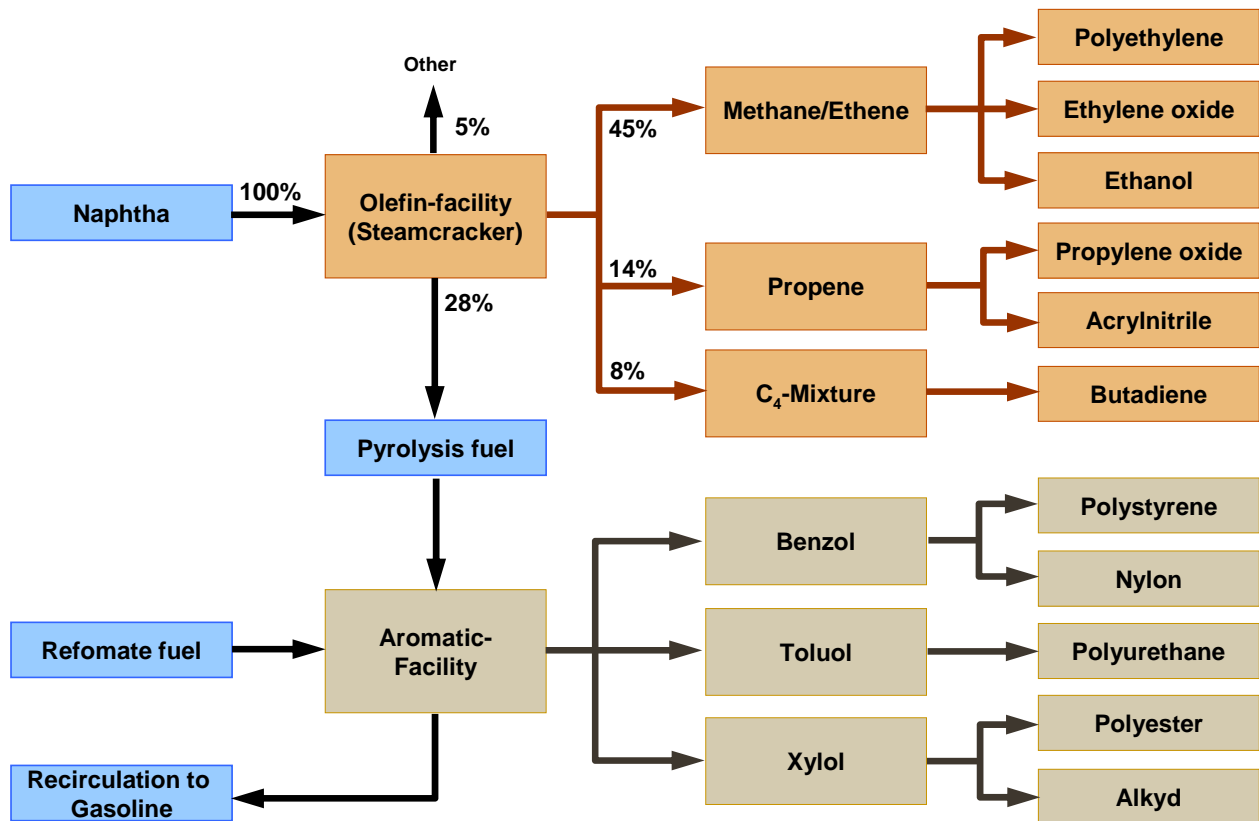 Polyethylene
Other
5%
45%
Methane/Ethene
Ethylene oxide
Ethanol
Naphtha
100%
Olefin-facility
(Steamcracker)
14%
Propene
Propylene oxide
Acrylnitrile
28%
8%
C₄-Mixture
Butadiene
Pyrolysis fuel
Benzol
Polystyrene
Nylon
Refomate fuel
Aromatic-
Facility
Toluol
Polyurethane
Xylol
Polyester
Alkyd
Recirculation to
Gasoline